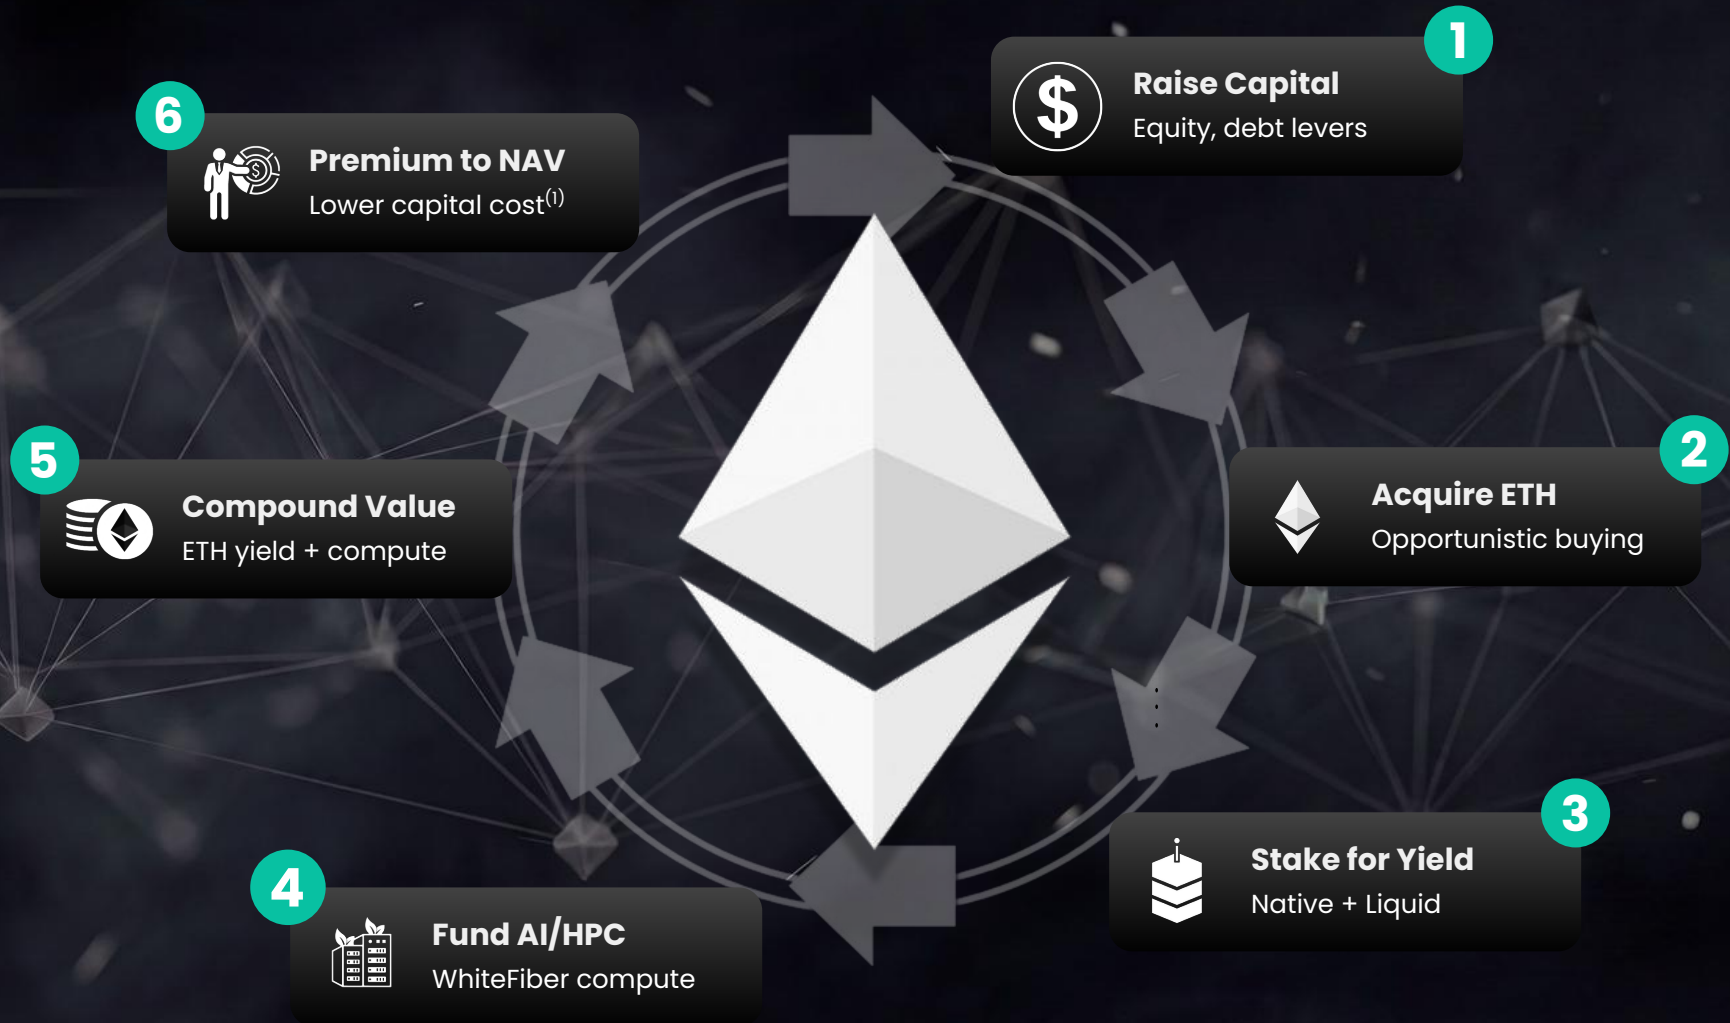 1
$
Raise Capital
Equity, debt levers
2
Acquire ETH
Opportunistic buying
3
Stake for Yield
Native + Liquid
4
Fund AI/HPC
WhiteFiber compute
5
Compound Value
ETH yield + compute
6
$
Premium to NAV
Lower capital cost(1)